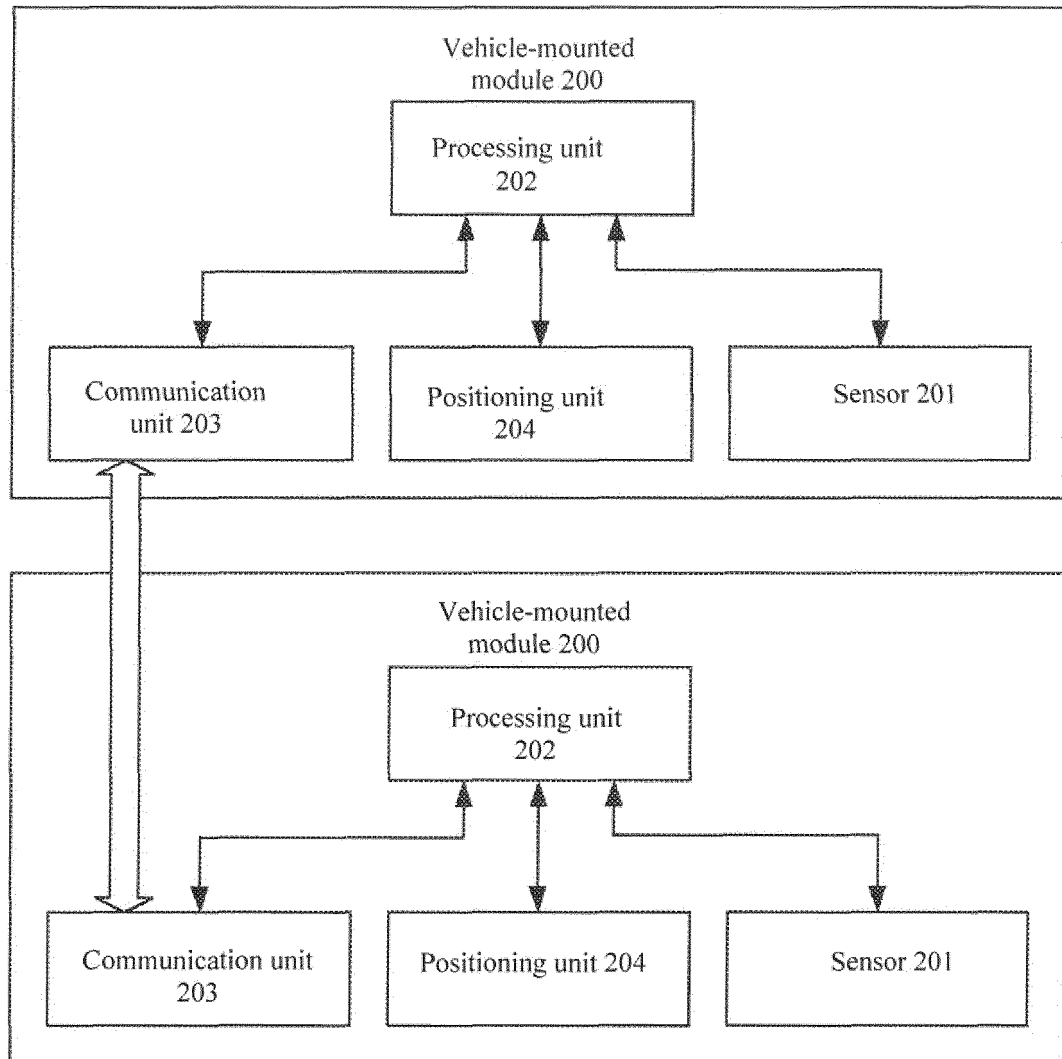 Vehicle-mounted
module 200
Processing unit
202
Communication
unit 203
Positioning unit
204
Sensor 201
Vehicle-mounted
module 200
Processing unit
202
Communication unit
203
Positioning unit 204
Sensor 201